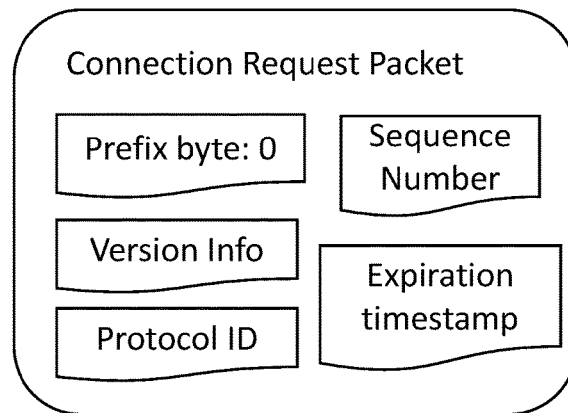 Connection Request Packet
Prefix byte: 0
Version Info
Protocol ID
Sequence
Number
Expiration
timestamp